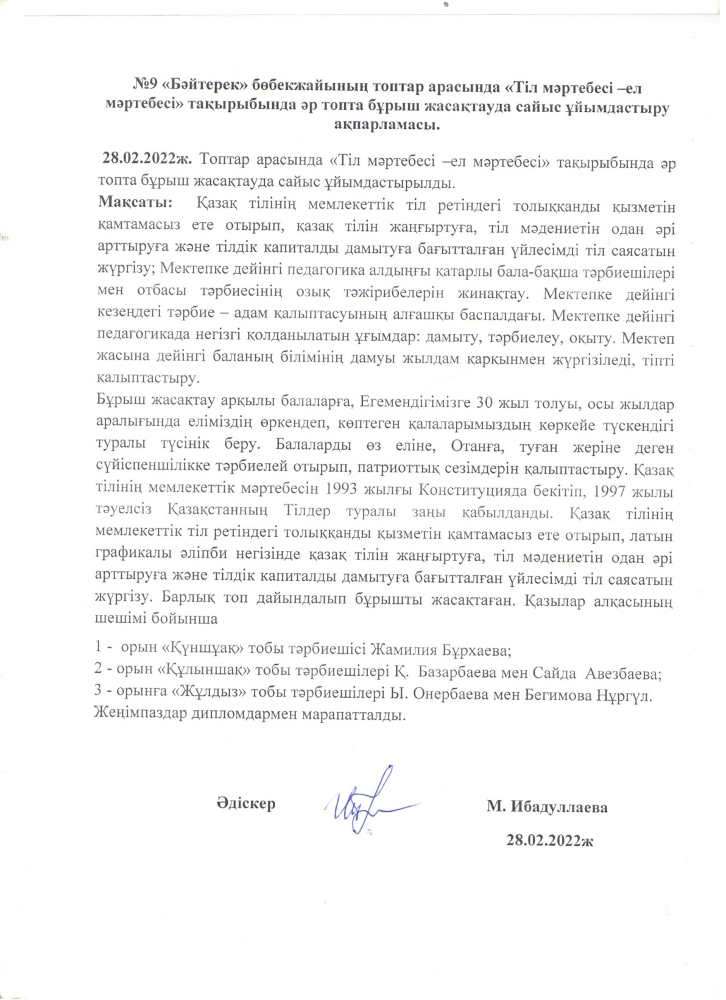 №9 «Бәйтерек» бөбекжайының топтар арасында «Тіл мәртебесі –ел
мәртебесі» тақырыбында әр топта бұрыш жасақтауда сайыс ұйымдастыру
ақпарламасы.
28.02.2022ж. Топтар арасында «Тіл мәртебесі –ел мәртебесі» тақырыбында әр
топта бұрыш жасақтауда сайыс ұйымдастырылды.
Мақсаты: Қазақ тілінің мемлекеттік тіл ретіндегі толыққанды қызметін
қамтамасыз ете отырып, қазақ тілін жаңғыртуға, тіл мәдениетін одан әрі
арттыруға және тілдік капиталды дамытуға бағытталған үйлесімді тіл саясатын
жүргізу; Мектепке дейінгі педагогика алдыңғы қатарлы бала-бақша тәрбиешілері
мен отбасы тәрбиесінің озық тәжірибелерін жинақтау. Мектепке дейінгі
кезеңдегі тәрбие – адам қалыптасуының алғашқы баспалдағы. Мектепке дейінгі
педагогикада негізгі қолданылатын ұғымдар: дамыту, тәрбиелеу, оқыту. Мектеп
жасына дейінгі баланың білімінің дамуы жылдам қарқынмен жүргізіледі, тіпті
қалыптастыру.
Бұрыш жасақтау арқылы балаларға, Егемендігімізге 30 жыл толуы, осы жылдар
аралығында еліміздің өркендеп, көптеген қалаларымыздың көркейе түскендігі
туралы түсінік беру. Балаларды өз еліне, Отанға, туған жеріне деген
сүйіспеншілікке тәрбиелей отырып, патриоттық сезімдерін қалыптастыру. Қазақ
тілінің мемлекеттік мәртебесін 1993 жылғы Конституцияда бекітіп, 1997 жылы
тәуелсіз Қазақстанның Тілдер туралы заңы қабылданды. Қазақ тілінің
мемлекеттік тіл ретіндегі толыққанды қызметін қамтамасыз ете отырып, латын
графикалы әліпби негізінде қазақ тілін жаңғыртуға, тіл мәдениетін одан әрі
арттыруға және тілдік капиталды дамытуға бағытталған үйлесімді тіл саясатын
жүргізу. Барлық топ дайындалып бұрышты жасақтаған. Қазылар алқасының
шешімі бойынша
1 - орын «Қүншұақ» тобы тәрбиешісі Жамилия Бұрхаева;
2 - орын «Құлыншақ» тобы тәрбиешілері Қ. Базарбаева мен Сайда Авезбаева;
3 - орынға «Жұлдыз» тобы тәрбиешілері Ы. Онербаева мен Бегимова Нұргүл.
Жеңімпаздар дипломдармен марапатталды.
Әдіскер М. Ибадуллаева
28.02.2022ж